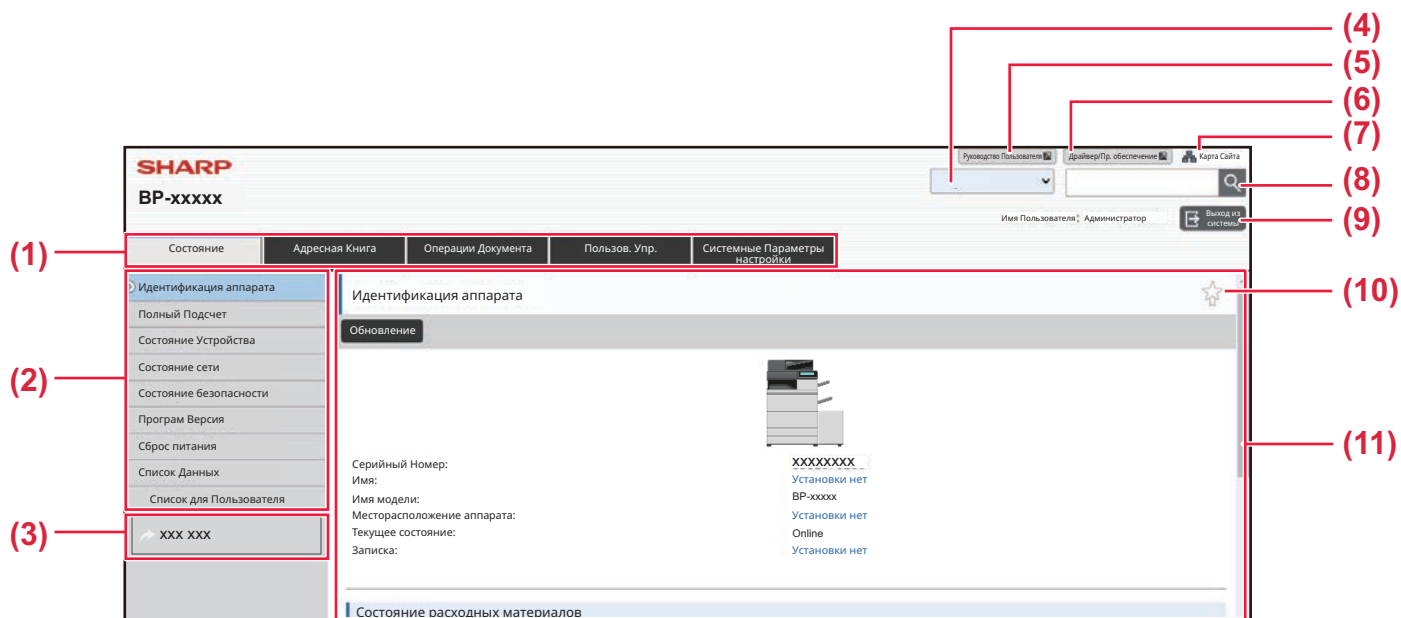 (4)
(5)
(6)
(7)
Руководство Пользователя
Драйвер/Пр. обеспечение
Карта Сайта
SHARP
(8)
BP-xxxxx
Имя Пользователя: Администратор
Выход из системы
(9)
(1)
Состояние
Адресная Книга
Операции Документа
Пользов. Упр.
Системные Параметры настройки
(2)
Идентификация аппарата
Полный Подсчет
Состояние Устройства
Состояние сети
Состояние безопасности
Програм Версия
Сброс питания
Список Данных
Список для Пользователя
(3)
XXX XXX
Идентификация аппарата
(10)
Обновление
(11)
Серийный Номер: XXXXXXXX
Имя: Установки нет
Имя модели: BP-xxxxx
Месторасположение аппарата: Установки нет
Текущее состояние: Online
Записка: Установки нет
Состояние расходных материалов